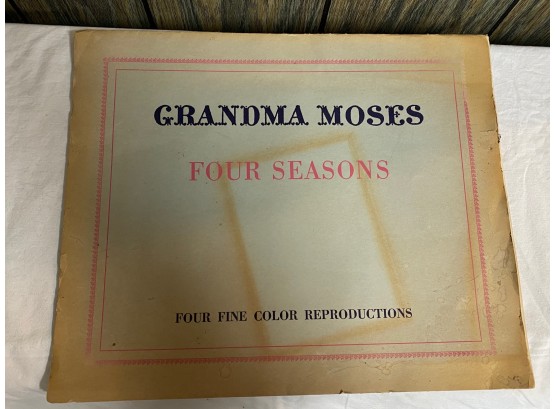 GRANDMA MOSES
FOUR SEASONS
FOUR FINE COLOR REPRODUCTIONS